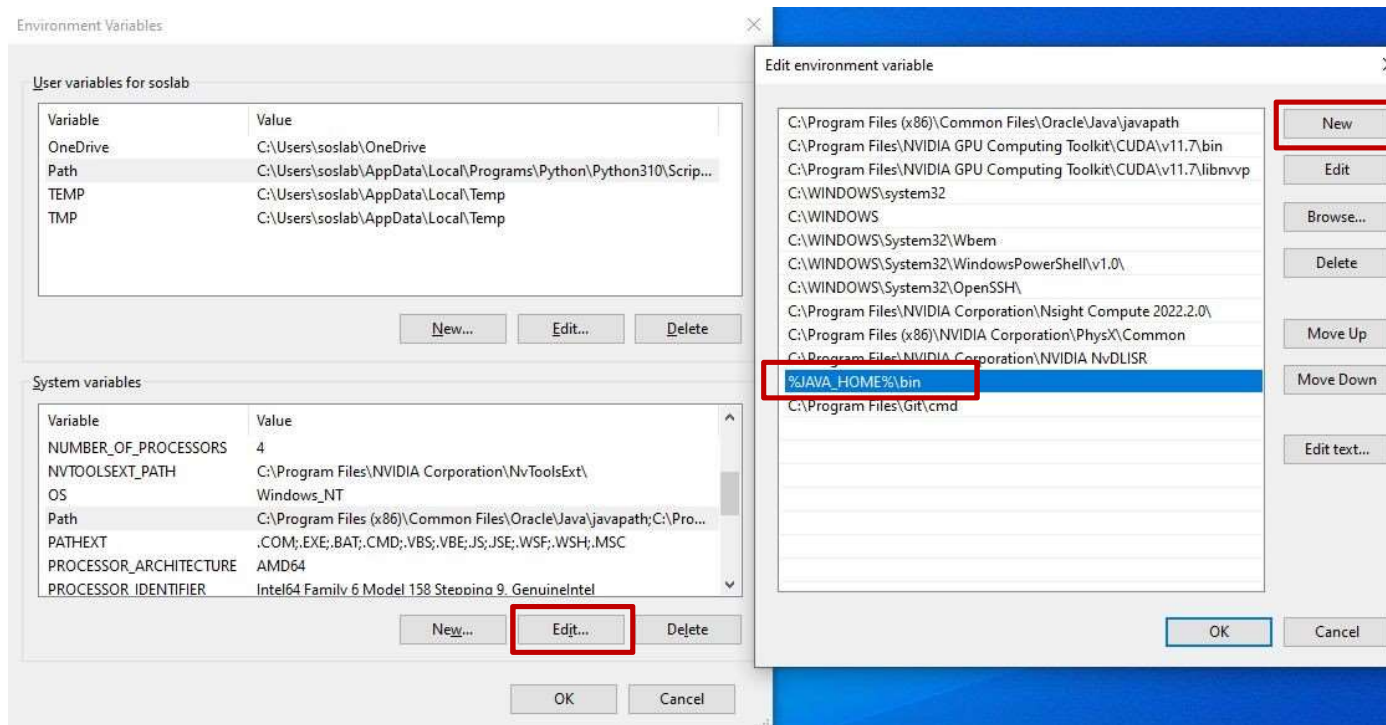 Environment Variables
User variables for soslab
Variable Value
OneDrive C:\Users\soslab\OneDrive
Path C:\Users\soslab\AppData\Local\Programs\Python\Python310\Scrip...
TEMP C:\Users\soslab\AppData\Local\Temp
TMP C:\Users\soslab\AppData\Local\Temp
New... Edit... Delete
System variables
Variable Value
NUMBER_OF_PROCESSORS 4
NVTOOLSEXT_PATH C:\Program Files\NVIDIA Corporation\NvToolsExt\
OS Windows_NT
Path C:\Program Files (x86)\Common Files\Oracle\Java\javapath;C:\Pro...
PATHEXT .COM;.EXE;.BAT;.CMD;.VBS;.VBE;.JS;.JSE;.WSF;.WSH;.MSC
PROCESSOR_ARCHITECTURE AMD64
PROCESSOR_IDENTIFIER Intel64 Family 6 Model 158 Stepping 9, GenuineIntel
New... Edit... Delete
OK Cancel
Edit environment variable
C:\Program Files (x86)\Common Files\Oracle\Java\javapath
C:\Program Files\NVIDIA GPU Computing Toolkit\CUDA\v11.7\bin
C:\Program Files\NVIDIA GPU Computing Toolkit\CUDA\v11.7\libnvvp
C:\WINDOWS\system32
C:\WINDOWS
C:\WINDOWS\System32\Wbem
C:\WINDOWS\System32\WindowsPowerShell\v1.0\
C:\WINDOWS\System32\OpenSSH\
C:\Program Files\NVIDIA Corporation\Nsight Compute 2022.2.0\
C:\Program Files (x86)\NVIDIA Corporation\PhysX\Common
C:\Program Files\NVIDIA Corporation\NVIDIA NvDLISR
%JAVA_HOME%\bin
C:\Program Files\Git\cmd
New
Edit
Browse...
Delete
Move Up
Move Down
Edit text...
OK Cancel